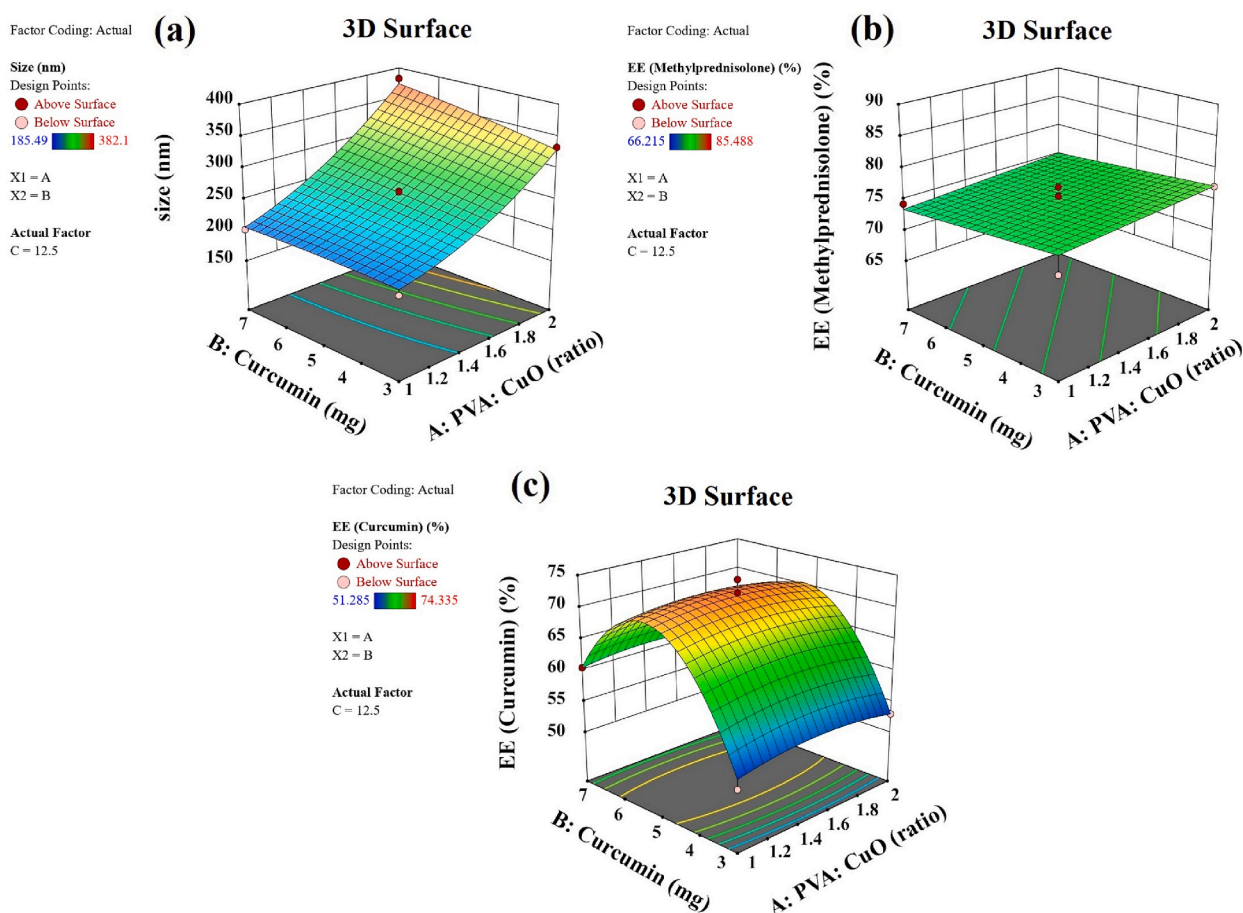 (a)
3D Surface
Factor Coding: Actual
Size (nm)
Design Points:
Above Surface
Below Surface
185.49 382.1
X1 = A
X2 = B
Actual Factor
C = 12.5
size (nm)
400
350
300
250
200
150
7
6
5
4
3
B: Curcumin (mg)
1
1.2
1.4
1.6
1.8
2
A: PVA: CuO (ratio)
(b)
3D Surface
Factor Coding: Actual
EE (Methylprednisolone) (%)
Design Points:
Above Surface
Below Surface
66.215 85.488
X1 = A
X2 = B
Actual Factor
C = 12.5
EE (Methylprednisolone) (%)
90
85
80
75
70
65
7
6
5
4
3
B: Curcumin (mg)
1
1.2
1.4
1.6
1.8
2
A: PVA: CuO (ratio)
(c)
3D Surface
Factor Coding: Actual
EE (Curcumin) (%)
Design Points:
Above Surface
Below Surface
51.285 74.335
X1 = A
X2 = B
Actual Factor
C = 12.5
EE (Curcumin) (%)
75
70
65
60
55
50
7
6
5
4
3
B: Curcumin (mg)
1
1.2
1.4
1.6
1.8
2
A: PVA: CuO (ratio)